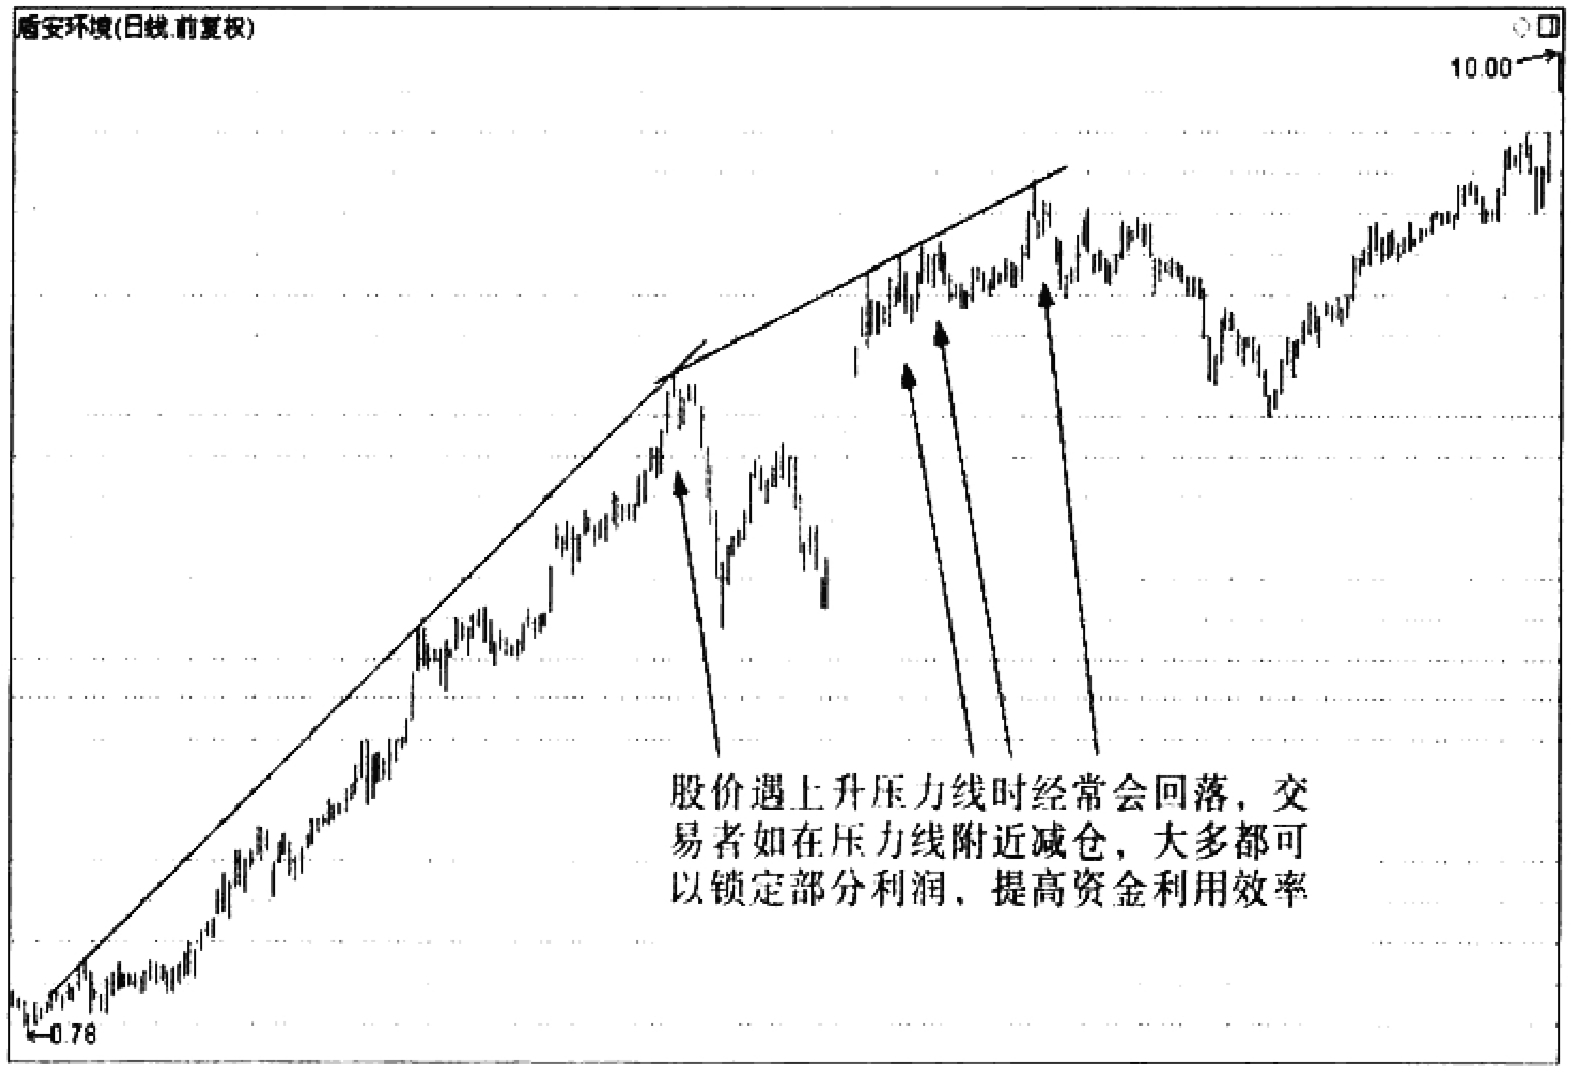 盾安环境(日线.前复权)
10.00
股价遇上升压力线时经常会回落，交
易者如在压力线附近减仓，大多都可
以锁定部分利润，提高资金利用效率
0.78